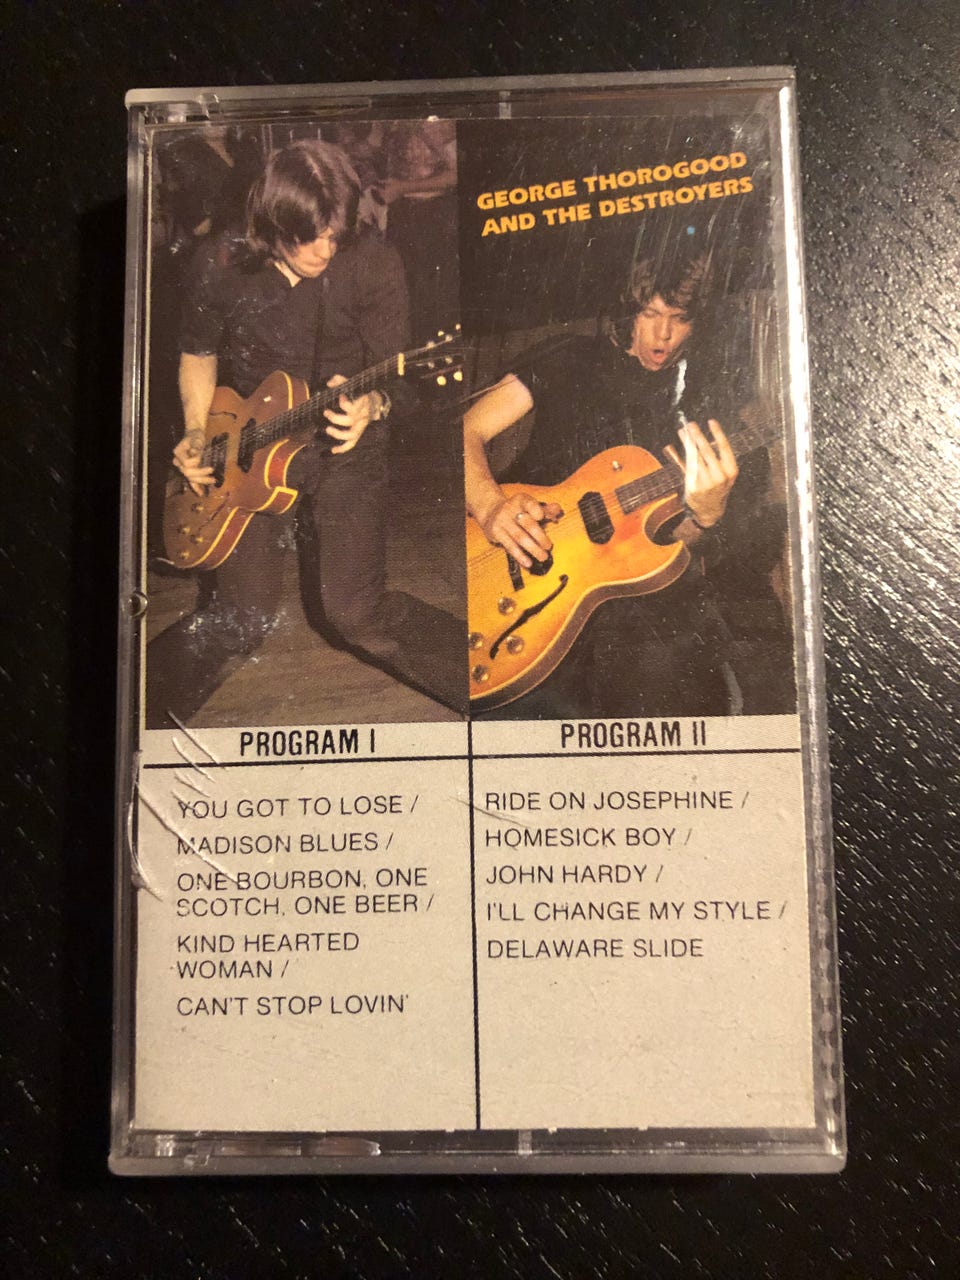 GEORGE THOROGOOD
AND THE DESTROYERS
PROGRAM I
YOU GOT TO LOSE /
MADISON BLUES /
ONE BOURBON, ONE
SCOTCH, ONE BEER /
KIND HEARTED
WOMAN /
CAN'T STOP LOVIN'
PROGRAM II
RIDE ON JOSEPHINE /
HOMESICK BOY /
JOHN HARDY /
I'LL CHANGE MY STYLE /
DELAWARE SLIDE